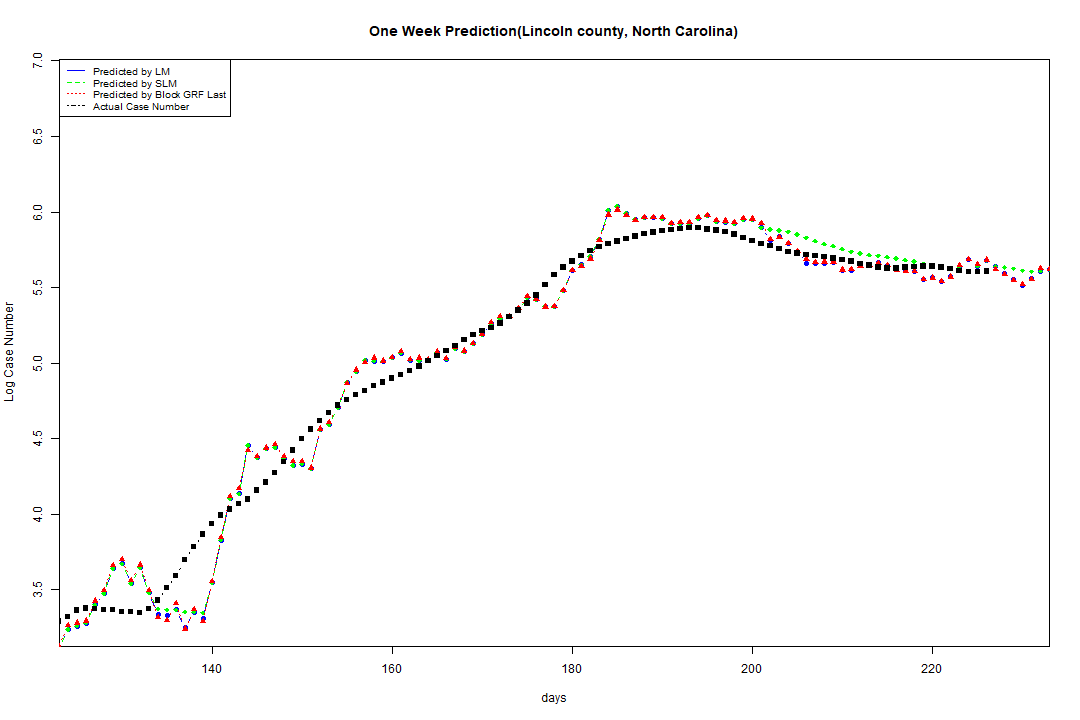 One Week Prediction(Lincoln county, North Carolina)
Predicted by LM
Predicted by SLM
Predicted by Block GRF Last
Actual Case Number
7.0
6.5
6.0
5.5
5.0
4.5
4.0
3.5
Log Case Number
140 160 180 200 220
days